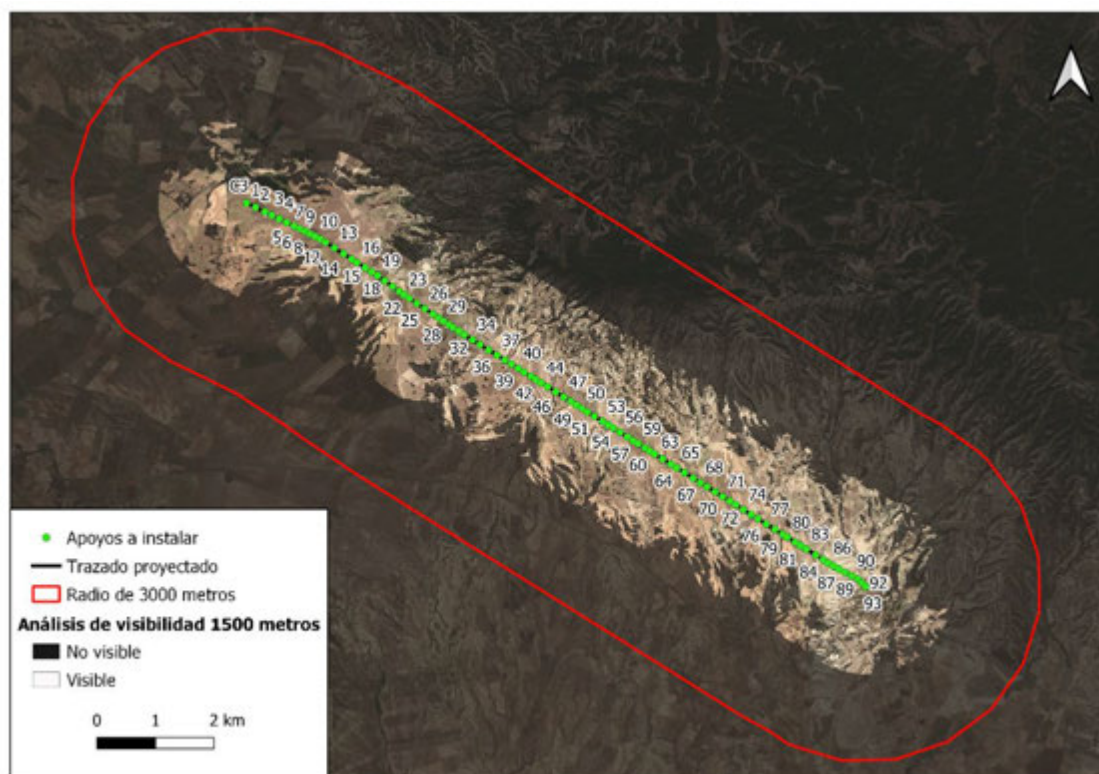 C3 1 2 3 4 7 9 10 13 16 19 23 26 29 34 37 40 44 47 50 53 56 59 63 65 68 71 74 77 80 83 86 90 92 93
5 6 8 12 14 15 18 22 25 28 32 36 39 42 46 49 51 54 57 60 64 67 70 72 76 79 81 84 87 89
Apoyos a instalar
Trazado proyectado
Radio de 3000 metros
Análisis de visibilidad 1500 metros
No visible
Visible
0 1 2 km